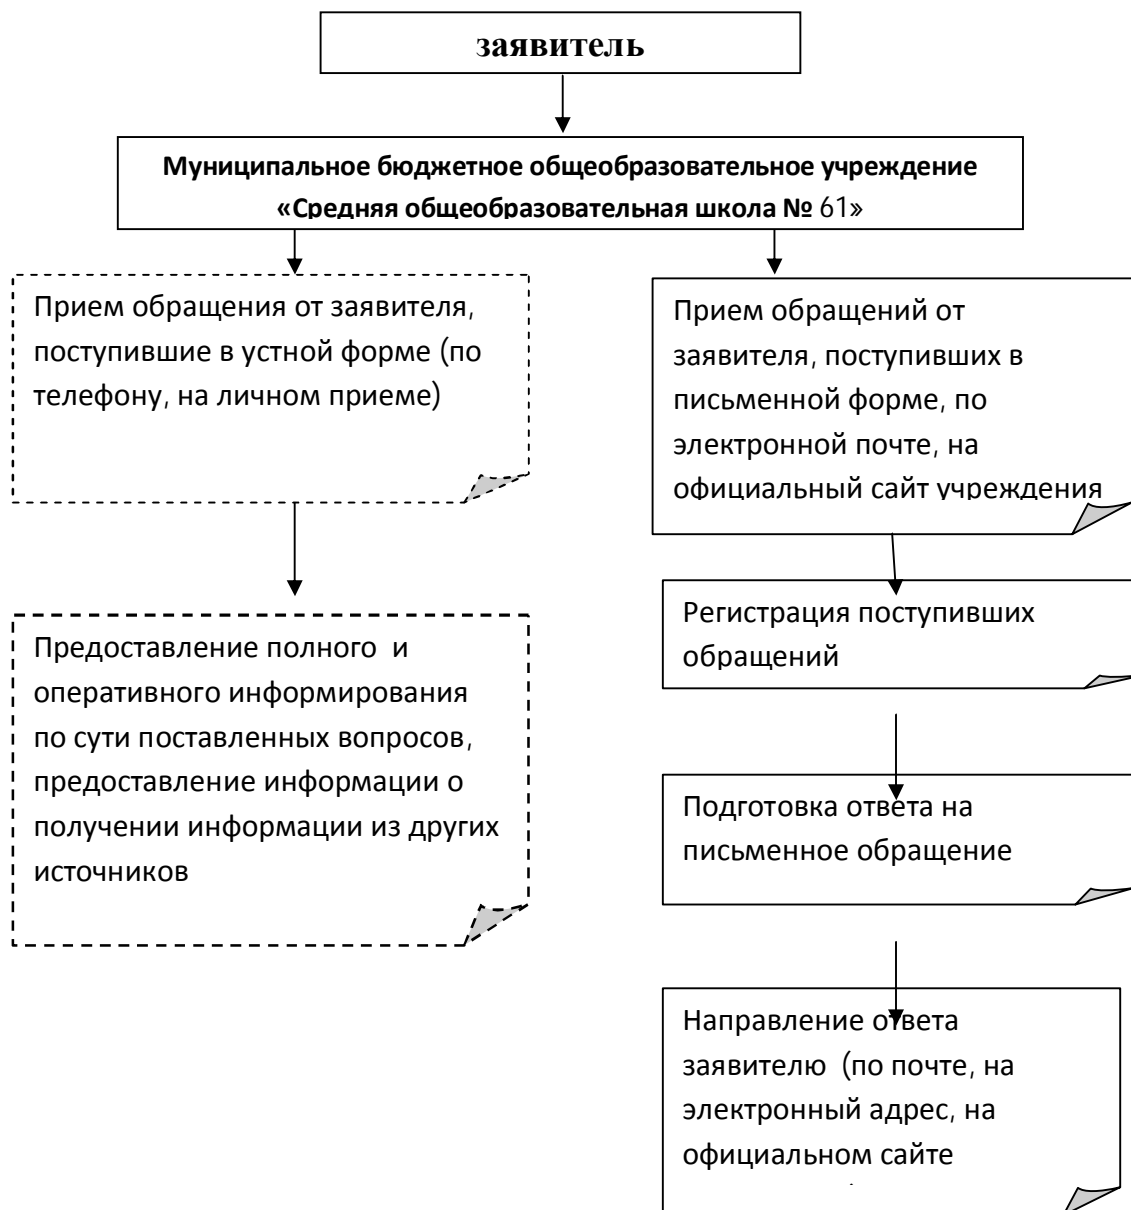 заявитель
Муниципальное бюджетное общеобразовательное учреждение
«Средняя общеобразовательная школа № 61»
Прием обращения от заявителя,
поступившие в устной форме (по
телефону, на личном приеме)
Предоставление полного и
оперативного информирования
по сути поставленных вопросов,
предоставление информации о
получении информации из других
источников
Прием обращений от
заявителя, поступивших в
письменной форме, по
электронной почте, на
официальный сайт учреждения
Регистрация поступивших
обращений
Подготовка ответа на
письменное обращение
Направление ответа
заявителю (по почте, на
электронный адрес, на
официальном сайте